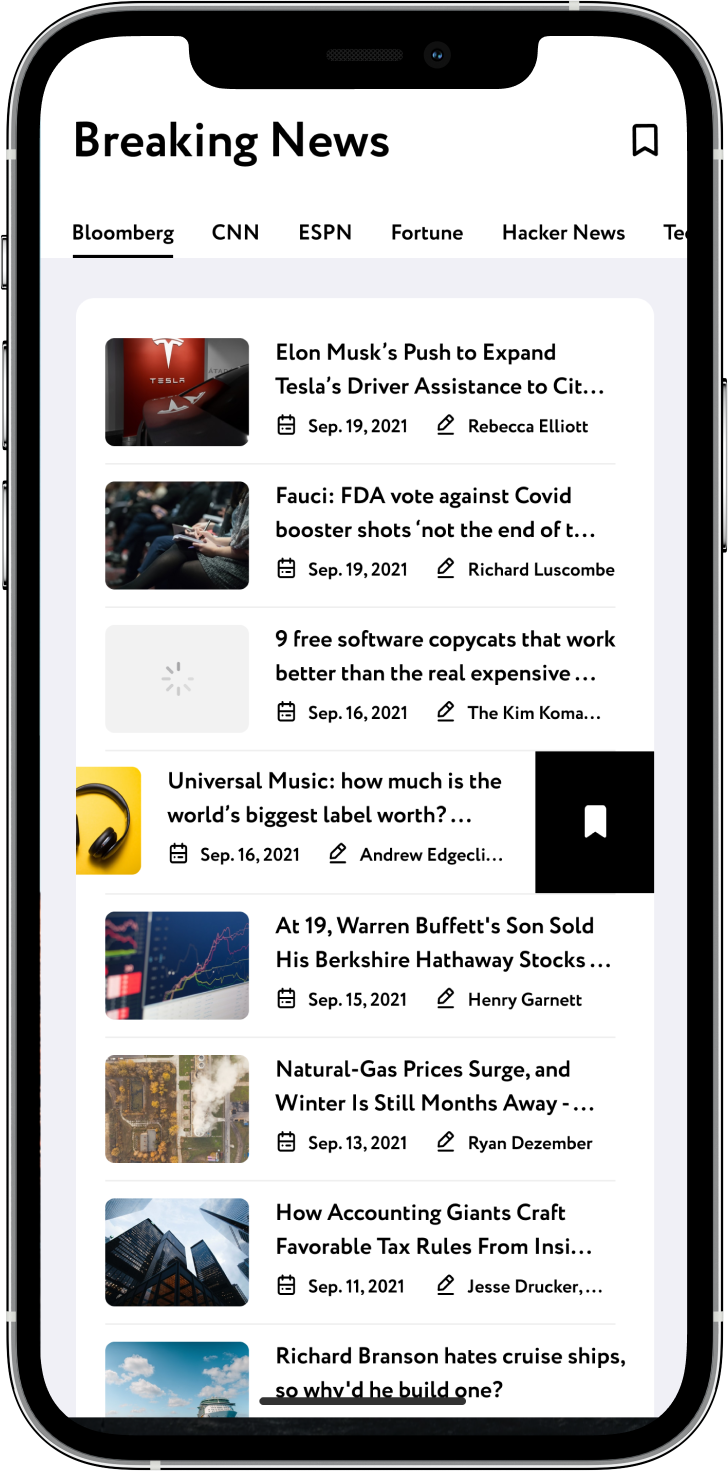 Breaking News
Bloomberg CNN ESPN Fortune Hacker News
TESLA
Elon Musk’s Push to Expand
Tesla’s Driver Assistance to Cit...
Sep. 19, 2021 Rebecca Elliott
Fauci: FDA vote against Covid
booster shots ‘not the end of t...
Sep. 19, 2021 Richard Luscombe
9 free software copycats that work
better than the real expensive ...
Sep. 16, 2021 The Kim Koma...
Universal Music: how much is the
world’s biggest label worth? ...
Sep. 16, 2021 Andrew Edgecli...
At 19, Warren Buffett's Son Sold
His Berkshire Hathaway Stocks ...
Sep. 15, 2021 Henry Garnett
Natural-Gas Prices Surge, and
Winter Is Still Months Away - ...
Sep. 13, 2021 Ryan Dezember
How Accounting Giants Craft
Favorable Tax Rules From Insi...
Sep. 11, 2021 Jesse Drucker, ...
Richard Branson hates cruise ships,
so why'd he build one?